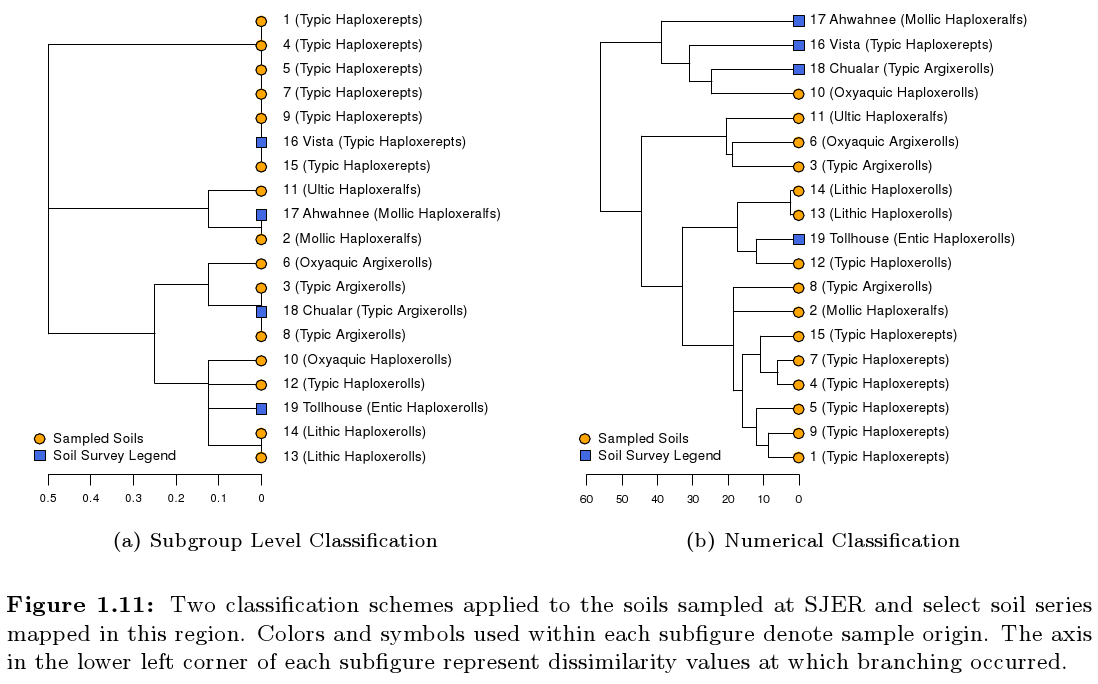 1 (Typic Haploxerepts)
4 (Typic Haploxerepts)
5 (Typic Haploxerepts)
7 (Typic Haploxerepts)
9 (Typic Haploxerepts)
16 Vista (Typic Haploxerepts)
15 (Typic Haploxerepts)
11 (Ultic Haploxeralfs)
17 Ahwahnee (Mollic Haploxeralfs)
2 (Mollic Haploxeralfs)
6 (Oxyaquic Argixerolls)
3 (Typic Argixerolls)
18 Chualar (Typic Argixerolls)
8 (Typic Argixerolls)
10 (Oxyaquic Haploxerolls)
12 (Typic Haploxerolls)
19 Tollhouse (Entic Haploxerolls)
14 (Lithic Haploxerolls)
13 (Lithic Haploxerolls)
Sampled Soils
Soil Survey Legend
0.5 0.4 0.3 0.2 0.1 0
(a) Subgroup Level Classification
17 Ahwahnee (Mollic Haploxeralfs)
16 Vista (Typic Haploxerepts)
18 Chualar (Typic Argixerolls)
10 (Oxyaquic Haploxerolls)
11 (Ultic Haploxeralfs)
6 (Oxyaquic Argixerolls)
3 (Typic Argixerolls)
14 (Lithic Haploxerolls)
13 (Lithic Haploxerolls)
19 Tollhouse (Entic Haploxerolls)
12 (Typic Haploxerolls)
8 (Typic Argixerolls)
2 (Mollic Haploxeralfs)
15 (Typic Haploxerepts)
7 (Typic Haploxerepts)
4 (Typic Haploxerepts)
5 (Typic Haploxerepts)
9 (Typic Haploxerepts)
1 (Typic Haploxerepts)
Sampled Soils
Soil Survey Legend
60 50 40 30 20 10 0
(b) Numerical Classification
Figure 1.11: Two classification schemes applied to the soils sampled at SJER and select soil series
mapped in this region. Colors and symbols used within each subfigure denote sample origin. The axis
in the lower left corner of each subfigure represent dissimilarity values at which branching occurred.